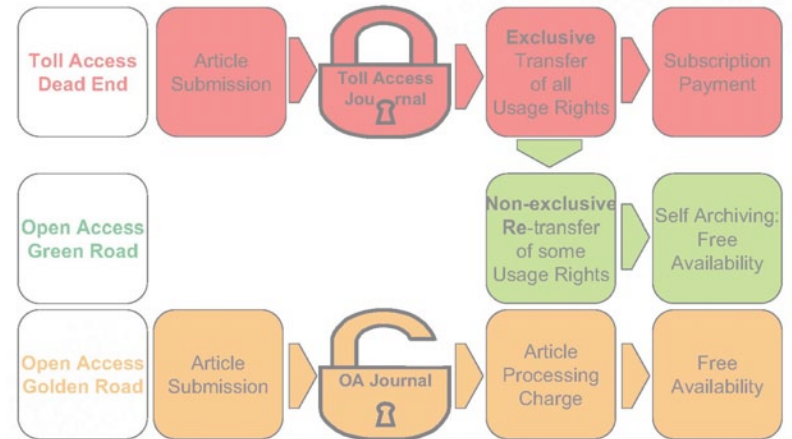 Toll Access
Dead End
Article
Submission
Toll Access
Journal
Exclusive
Transfer
of all
Usage Rights
Subscription
Payment
Open Access
Green Road
Non-exclusive
Re-transfer
of some
Usage Rights
Self Archiving:
Free
Availability
Open Access
Golden Road
Article
Submission
OA Journal
Article
Processing
Charge
Free
Availability